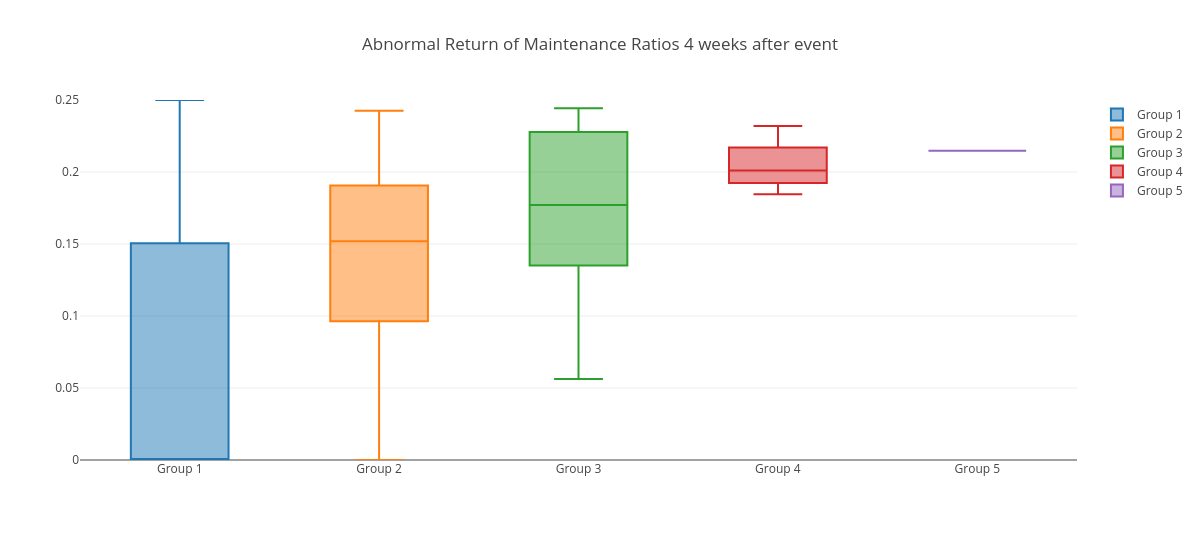 Abnormal Return of Maintenance Ratios 4 weeks after event
0.25
0.2
0.15
0.1
0.05
0
Group 1
Group 2
Group 3
Group 4
Group 5
Group 1
Group 2
Group 3
Group 4
Group 5